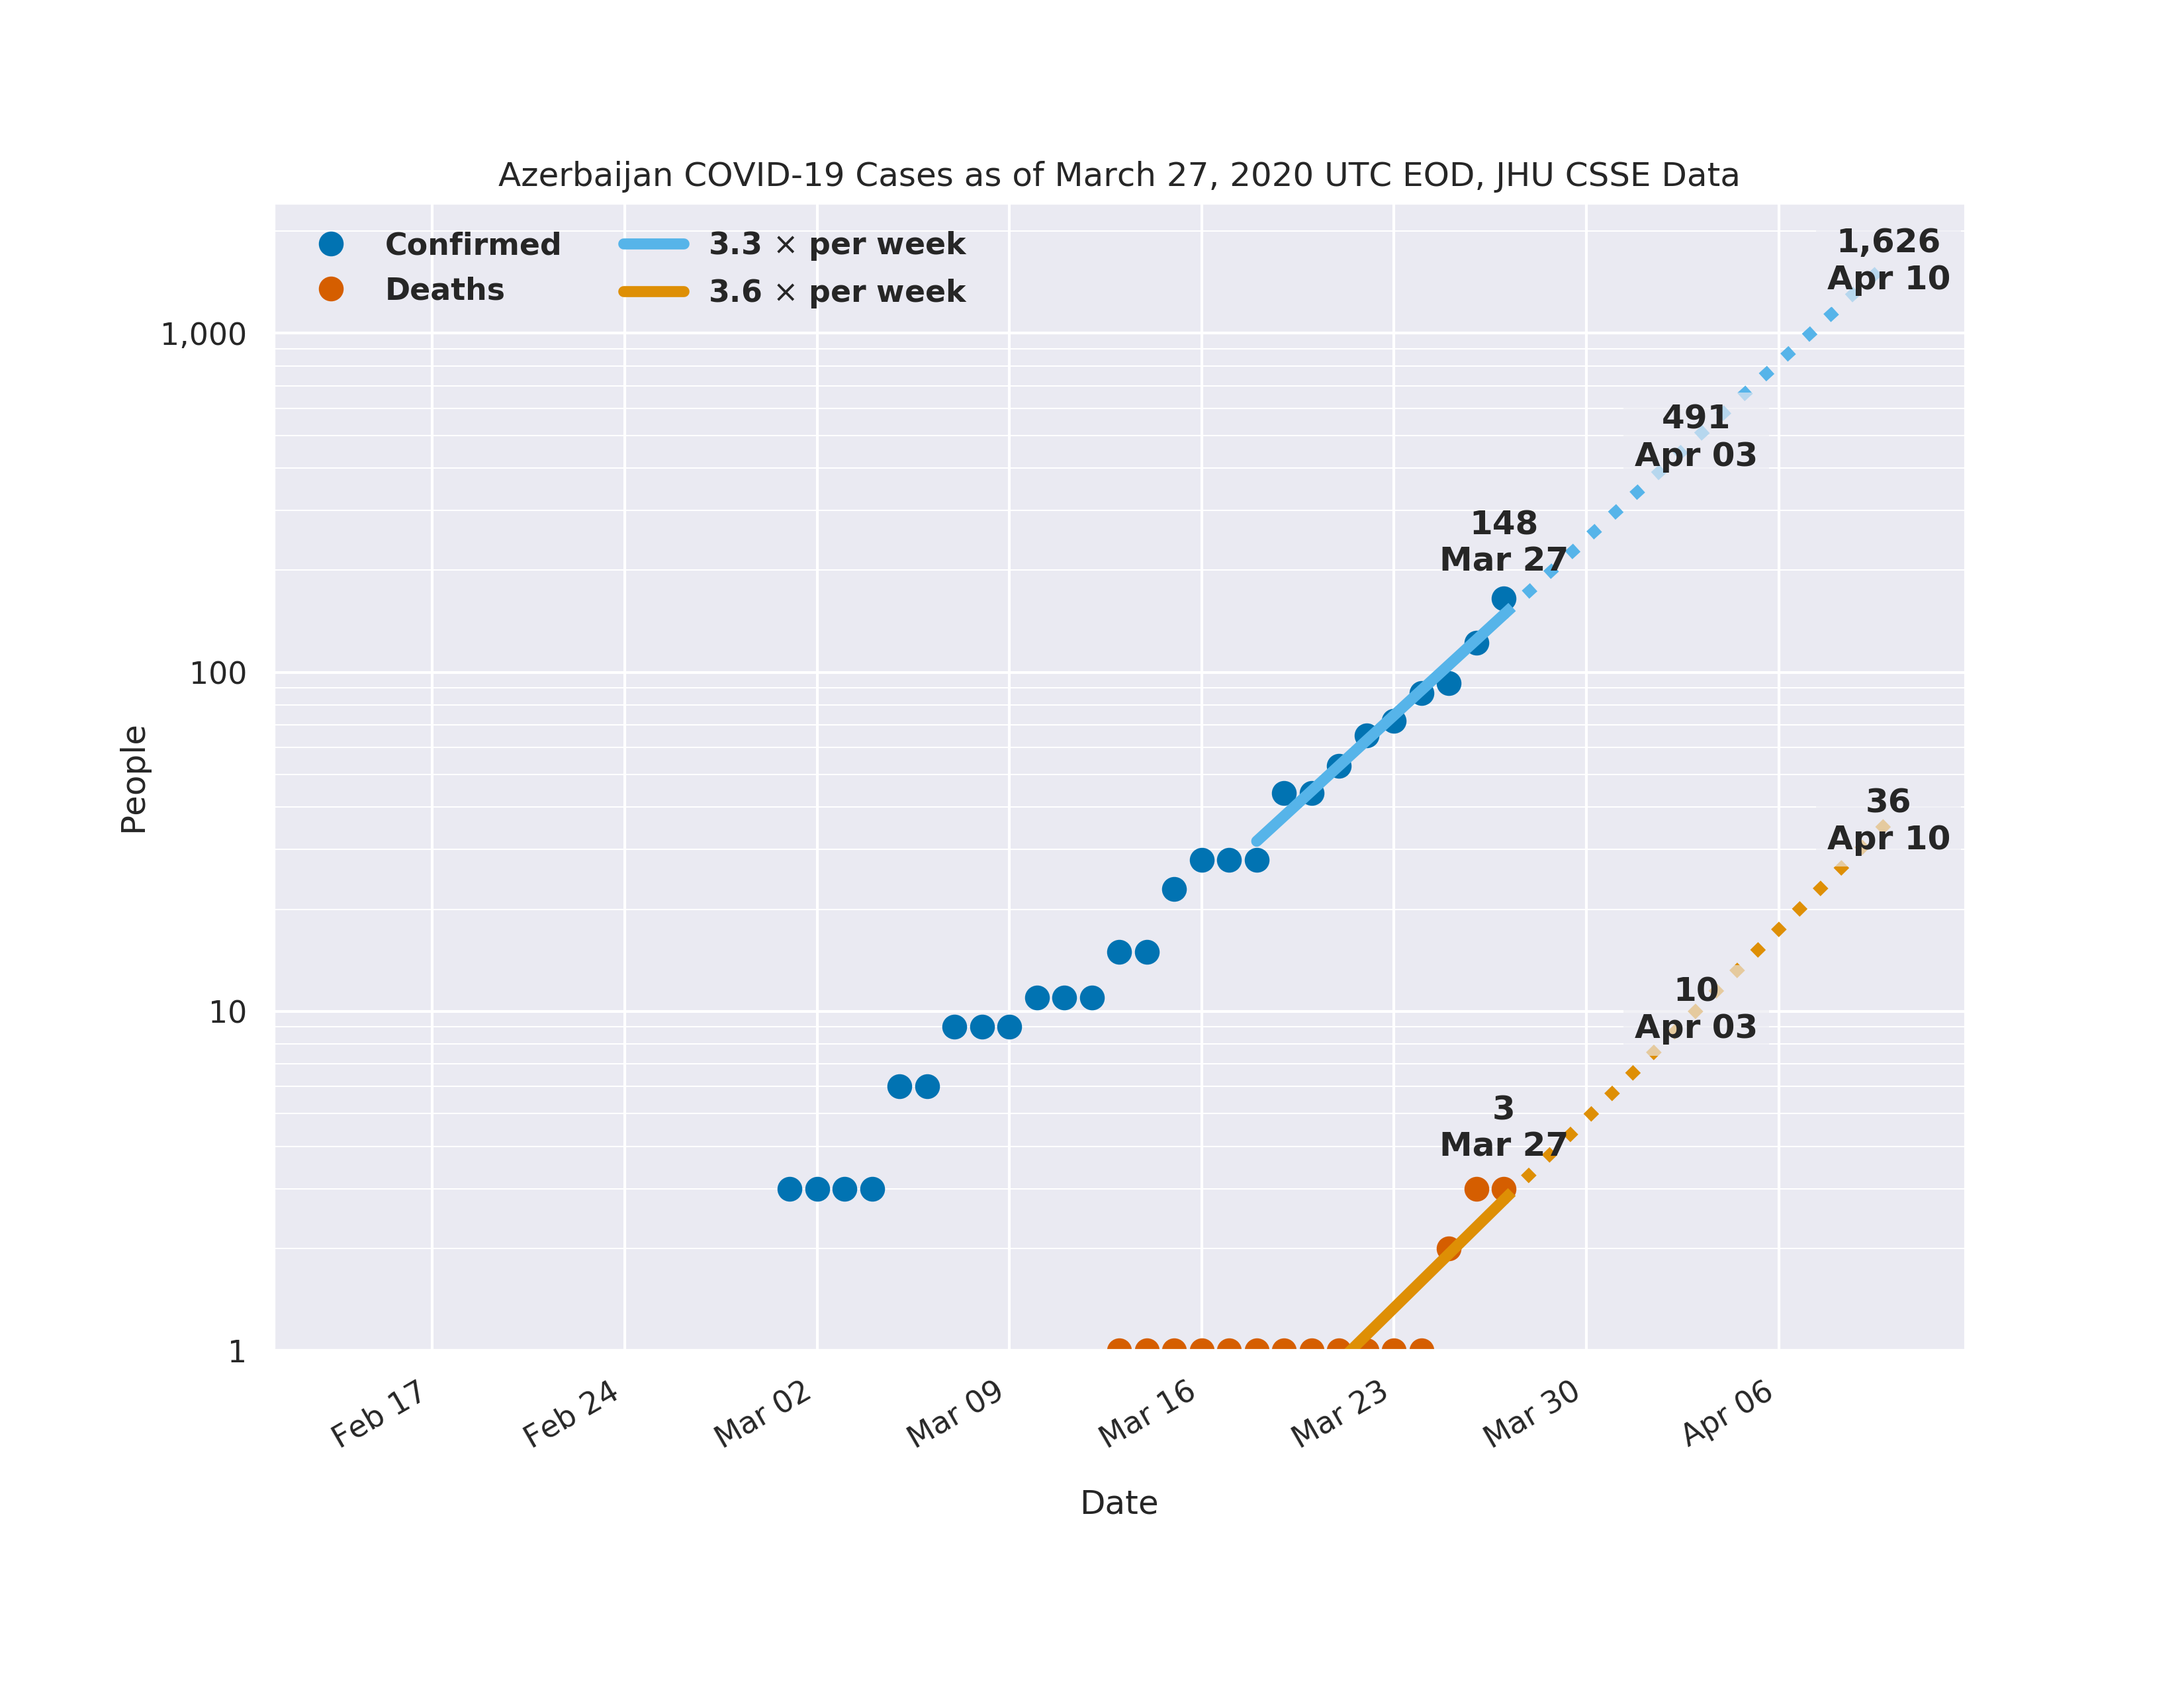 Azerbaijan COVID-19 Cases as of March 27, 2020 UTC EOD, JHU CSSE Data
Confirmed
Deaths
3.3 × per week
3.6 × per week
1,626
Apr 10
491
Apr 03
148
Mar 27
36
Apr 10
10
Apr 03
3
Mar 27
People
1,000
100
10
1
Feb 17
Feb 24
Mar 02
Mar 09
Mar 16
Mar 23
Mar 30
Apr 06
Date